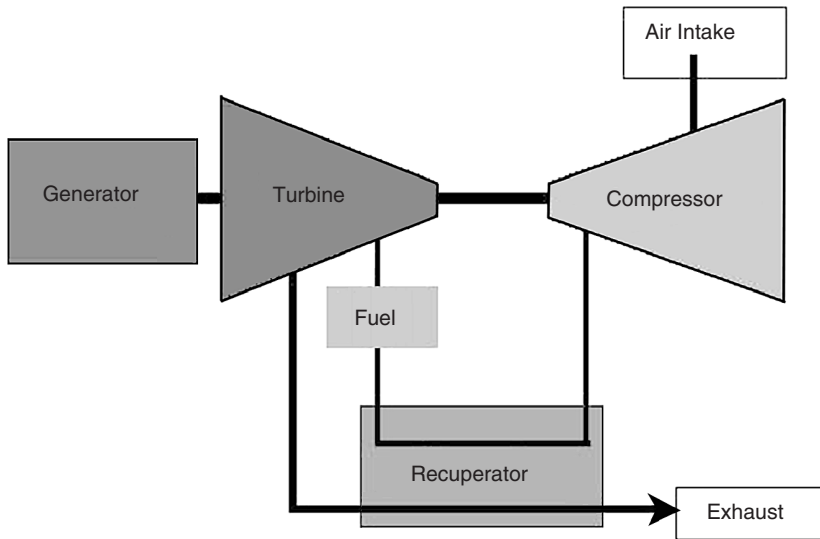 Air Intake
Generator
Turbine
Compressor
Fuel
Recuperator
Exhaust